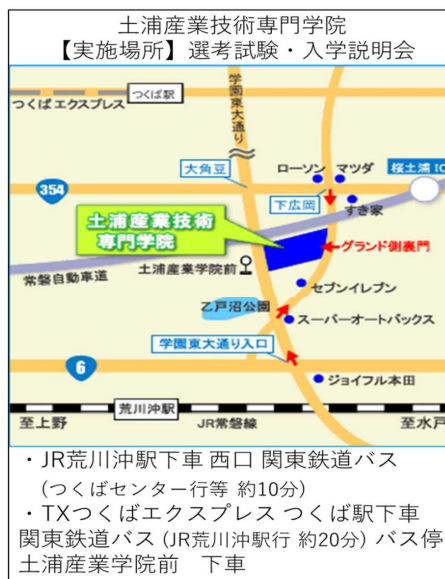 土浦産業技術専門学院
【実施場所】選考試験・入学説明会
つくば駅
つくばエクスプレス
学園東大通り
大角豆
ローソン マツダ
桜土浦IC
354
下広岡
すき家
土浦産業技術
専門学院
グランド側裏門
常磐自動車道
土浦産業学院前
セブンイレブン
乙戸沼公園
スーパーオートバックス
学園東大通り入口
6
ジョイフル本田
荒川沖駅
至上野
JR常磐線
至水戸
・JR荒川沖駅下車 西口 関東鉄道バス
(つくばセンター行等 約10分)
・TXつくばエクスプレス つくば駅下車
関東鉄道バス (JR荒川沖駅行 約20分) バス停
土浦産業学院前 下車